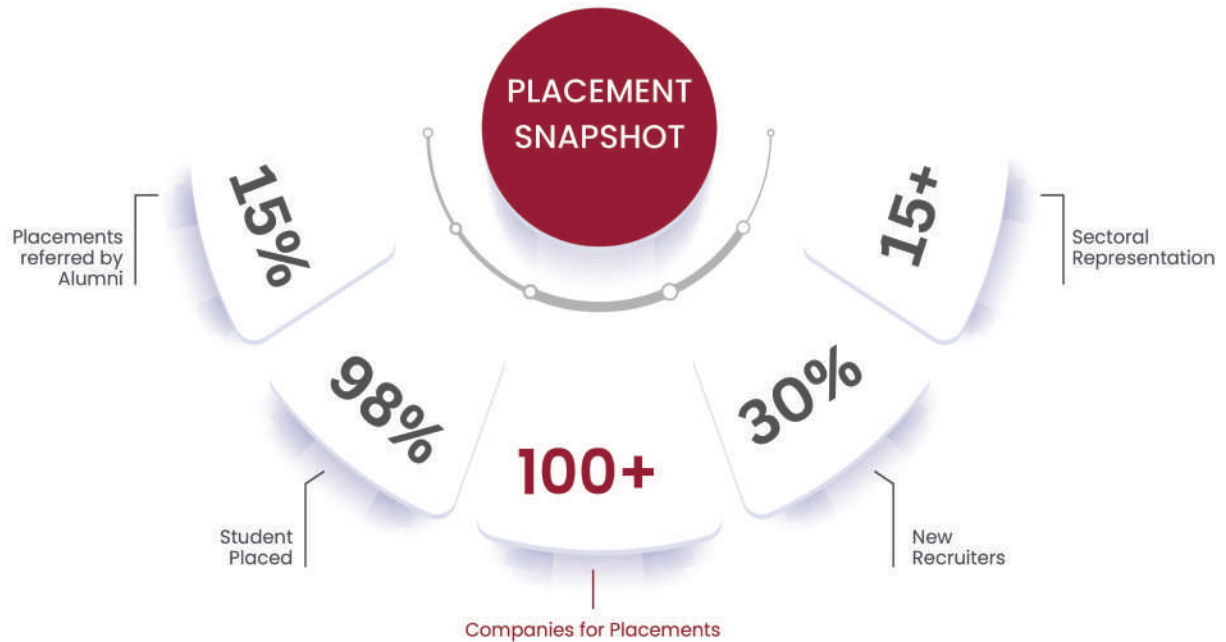 PLACEMENT
SNAPSHOT
15%
Placements
referred by
Alumni
98%
Student
Placed
100+
Companies for Placements
30%
New
Recruiters
15+
Sectoral
Representation